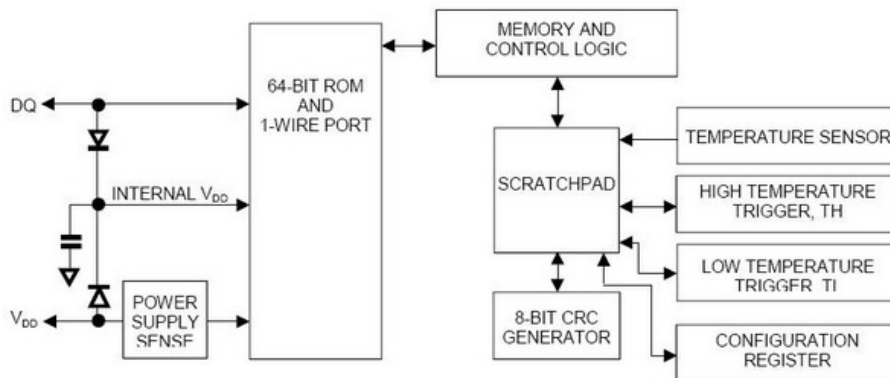 DQ
INTERNAL VDD
VDD
POWER
SUPPLY
SENSE
64-BIT ROM
AND
1-WIRE PORT
MEMORY AND
CONTROL LOGIC
SCRATCHPAD
8-BIT CRC
GENERATOR
TEMPERATURE SENSOR
HIGH TEMPERATURE
TRIGGER, TH
LOW TEMPERATURE
TRIGGER, TL
CONFIGURATION
REGISTER